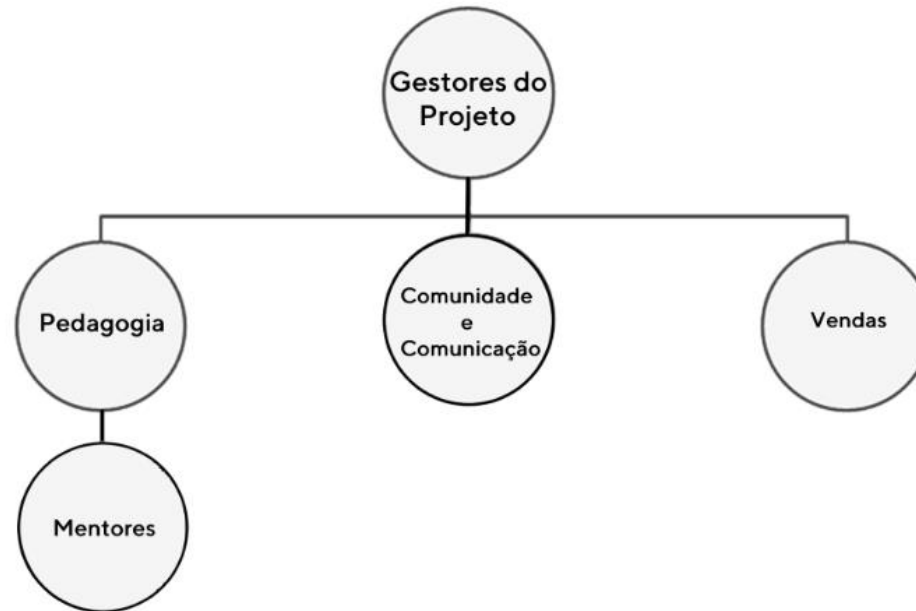 Gestores do
Projeto
Pedagogia
Comunidade
e
Comunicação
Vendas
Mentores